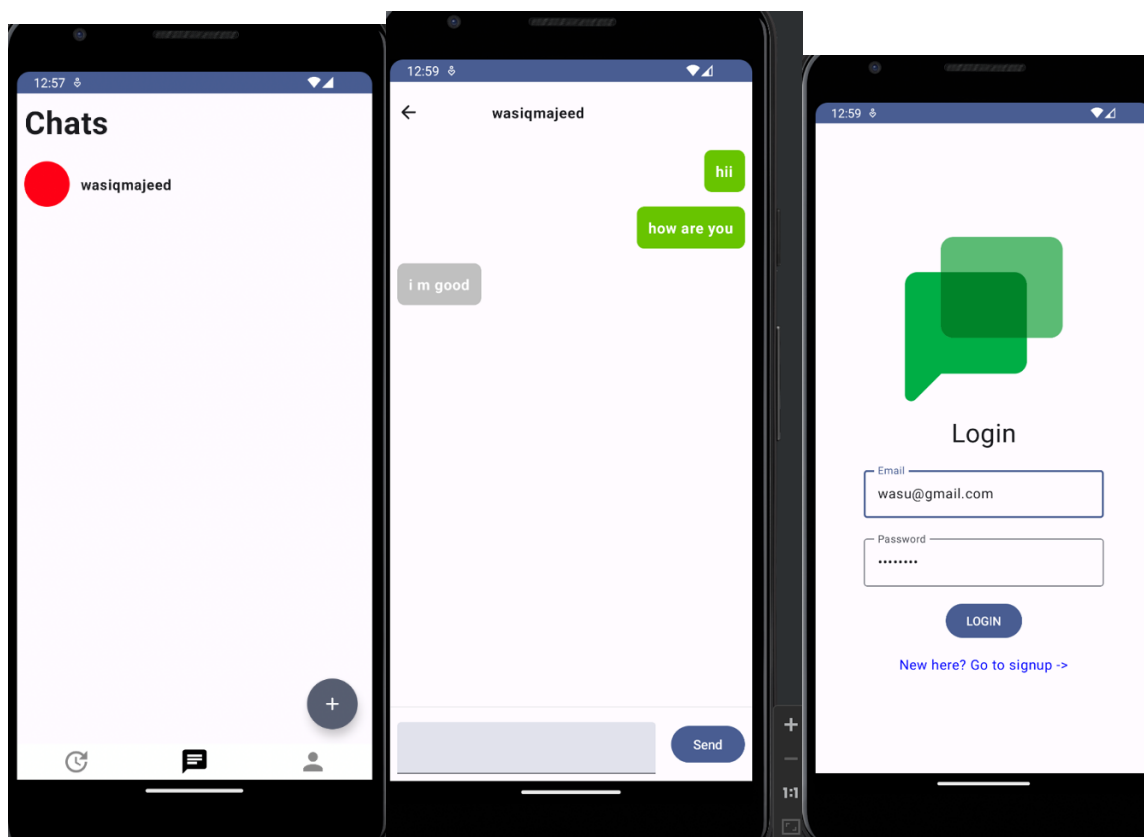 12:57
Chats
wasiqmajeed
+
12:59
wasiqmajeed
hii
how are you
i m good
Send
+
1:1
12:59
Login
Email
wasu@gmail.com
Password
••••••••
LOGIN
New here? Go to signup ->